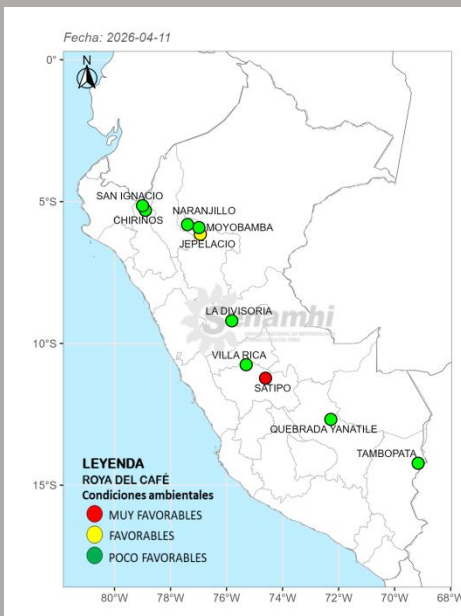 Fecha: 2026-04-11
N
0°
SAN IGNACIO
5°S
NARANJILLO
CHIRINOS
MOYOBAMBA
JEPELACIO
LA DIVISORIA
Senamhi
10°S
VILLA RICA
SATIPO
QUEBRADA YANATILE
TAMBOPATA
LEYENDA
ROYA DEL CAFÉ
15°S
Condiciones ambientales
MUY FAVORABLES
FAVORABLES
POCO FAVORABLES
80°W 78°W 76°W 74°W 72°W 70°W 68°W